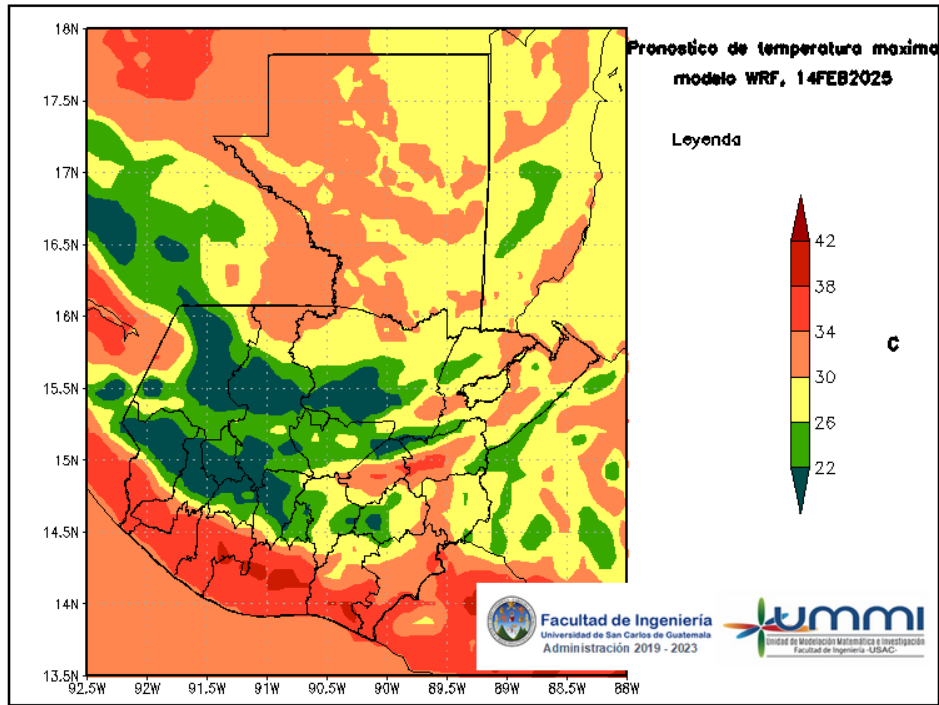 Pronostico de temperatura maxima
modelo WRF, 14FEB2025
Leyenda
42
38
34
30
26
22
C
18N
17.5N
17N
16.5N
16N
15.5N
15N
14.5N
14N
13.5N
92.5W
92W
91.5W
91W
90.5W
90W
89.5W
89W
88.5W
88W
Facultad de Ingeniería
Universidad de San Carlos de Guatemala
Administración 2019 - 2023
ummi
Unidad de Modelación Matemática e Investigación
Facultad de Ingeniería -USAC-